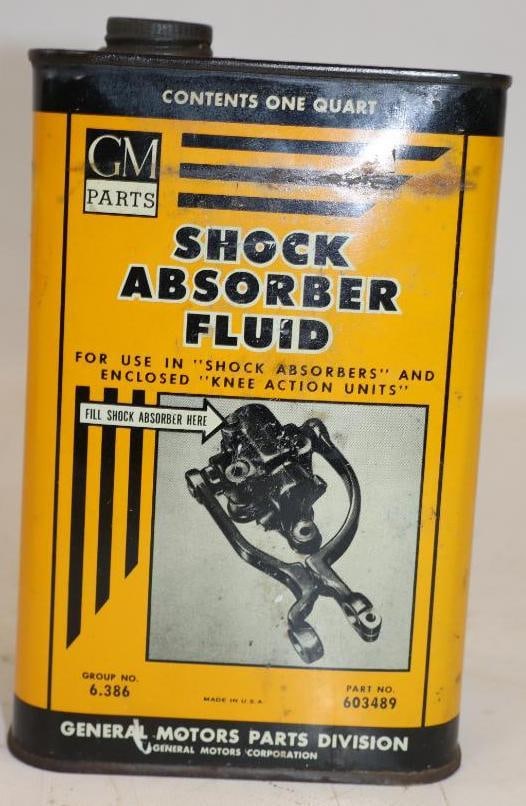 CONTENTS ONE QUART
GM
PARTS
SHOCK
ABSORBER
FLUID
FOR USE IN "SHOCK ABSORBERS" AND
ENCLOSED "KNEE ACTION UNITS"
FILL SHOCK ABSORBER HERE
GROUP NO.
6.386
MADE IN U.S.A.
PART NO.
603489
GENERAL MOTORS PARTS DIVISION
GENERAL MOTORS CORPORATION